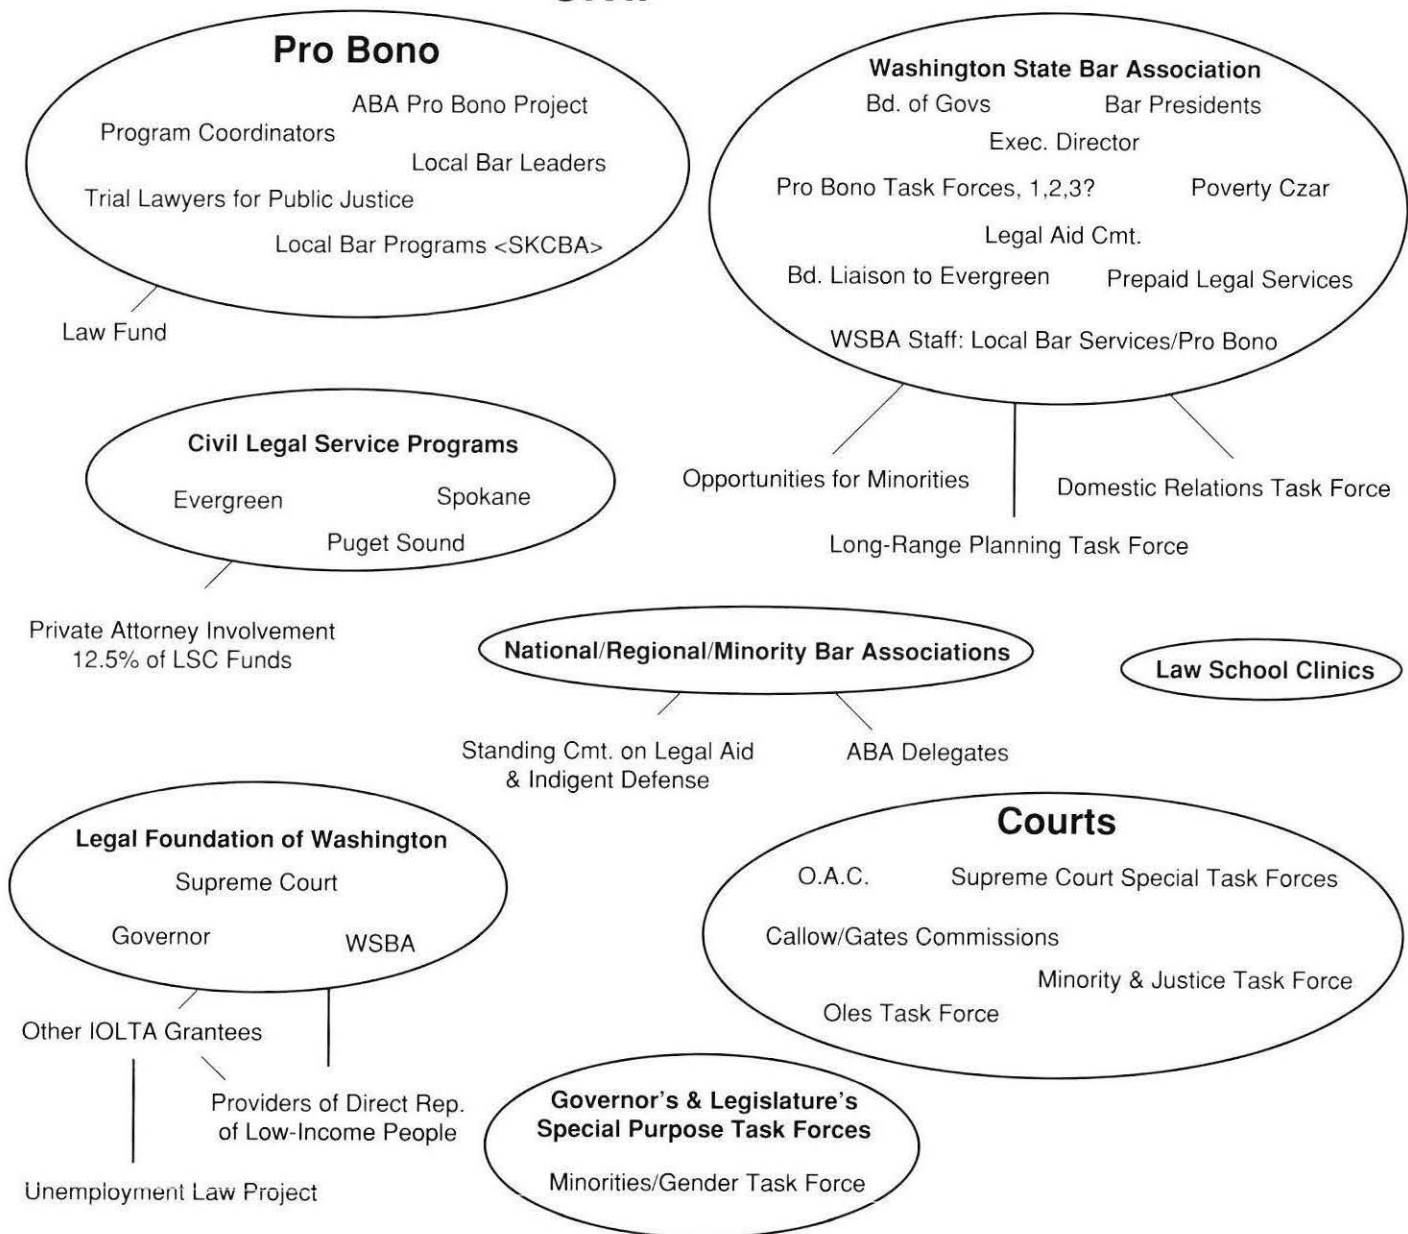 Pro Bono
ABA Pro Bono Project
Program Coordinators
Local Bar Leaders
Trial Lawyers for Public Justice
Local Bar Programs <SKCBA>
Law Fund
Washington State Bar Association
Bd. of Govs
Bar Presidents
Exec. Director
Pro Bono Task Forces, 1,2,3?
Poverty Czar
Legal Aid Cmt.
Bd. Liaison to Evergreen
Prepaid Legal Services
WSBA Staff: Local Bar Services/Pro Bono
Opportunities for Minorities
Domestic Relations Task Force
Long-Range Planning Task Force
Civil Legal Service Programs
Evergreen
Spokane
Puget Sound
Private Attorney Involvement
12.5% of LSC Funds
National/Regional/Minority Bar Associations
Standing Cmt. on Legal Aid
& Indigent Defense
ABA Delegates
Law School Clinics
Legal Foundation of Washington
Supreme Court
Governor
WSBA
Other IOLTA Grantees
Providers of Direct Rep.
of Low-Income People
Unemployment Law Project
Courts
O.A.C.
Supreme Court Special Task Forces
Callow/Gates Commissions
Minority & Justice Task Force
Oles Task Force
Governor's & Legislature's
Special Purpose Task Forces
Minorities/Gender Task Force